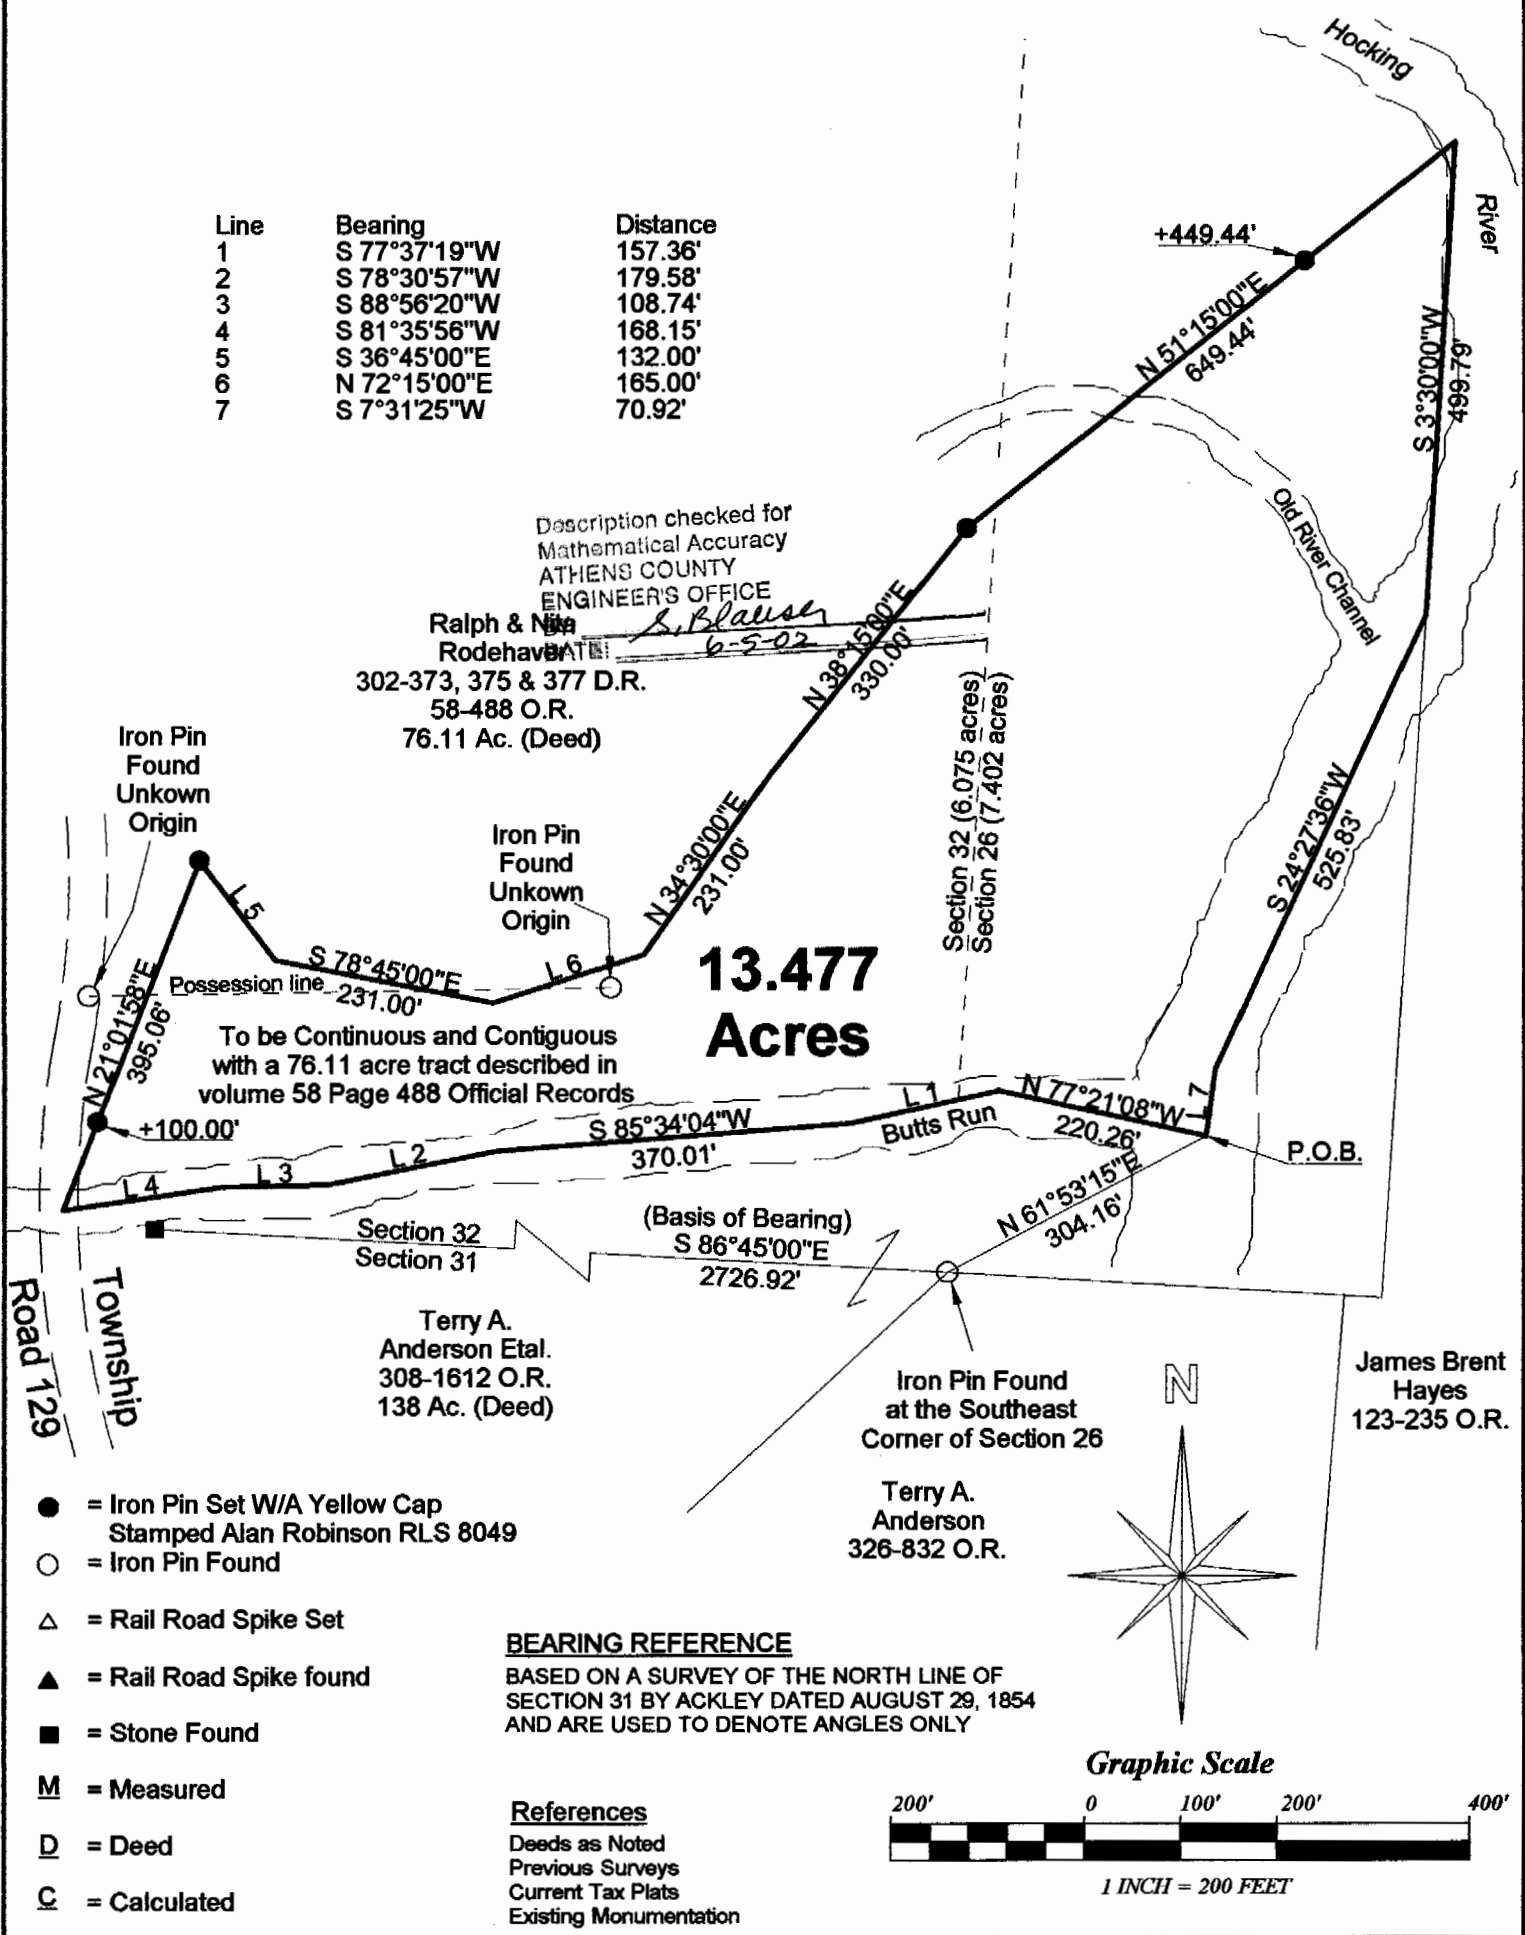 Hocking
River
Line Bearing Distance
1 S 77°37'19"W 157.36'
2 S 78°30'57"W 179.58'
3 S 88°56'20"W 108.74'
4 S 81°35'56"W 168.15'
5 S 36°45'00"E 132.00'
6 N 72°15'00"E 165.00'
7 S 7°31'25"W 70.92'
+449.44'
N 51°15'00"E
649.44'
S 3°30'00"W
499.79'
Old River Channel
Description checked for
Mathematical Accuracy
ATHENS COUNTY
ENGINEER'S OFFICE
S. Blauser
DATE: 6-5-02
Ralph &
Rodehaver
302-373, 375 & 377 D.R.
58-488 O.R.
76.11 Ac. (Deed)
N 38°15'00"E
330.00'
Section 32 (6.075 acres)
Section 26 (7.402 acres)
Iron Pin
Found
Unkown
Origin
Iron Pin
Found
Unkown
Origin
N 34°30'00"E
231.00'
S 24°27'36"W
525.83'
L 5
S 78°45'00"E
231.00'
L 6
Possession line
N 21°01'58"E
395.06'
13.477
Acres
To be Continuous and Contiguous
with a 76.11 acre tract described in
volume 58 Page 488 Official Records
+100.00'
L 4
L 3
L 2
S 85°34'04"W
370.01'
L 1
Butts Run
N 77°21'08"W
220.26'
L 7
P.O.B.
N 61°53'15"E
304.16'
Section 32
Section 31
(Basis of Bearing)
S 86°45'00"E
2726.92'
Township
Road 129
Terry A.
Anderson Etal.
308-1612 O.R.
138 Ac. (Deed)
Iron Pin Found
at the Southeast
Corner of Section 26
N
James Brent
Hayes
123-235 O.R.
Terry A.
Anderson
326-832 O.R.
= Iron Pin Set W/A Yellow Cap
Stamped Alan Robinson RLS 8049
= Iron Pin Found
= Rail Road Spike Set
= Rail Road Spike found
= Stone Found
M = Measured
D = Deed
C = Calculated
BEARING REFERENCE
BASED ON A SURVEY OF THE NORTH LINE OF
SECTION 31 BY ACKLEY DATED AUGUST 29, 1854
AND ARE USED TO DENOTE ANGLES ONLY
References
Deeds as Noted
Previous Surveys
Current Tax Plats
Existing Monumentation
Graphic Scale
200' 0 100' 200' 400'
1 INCH = 200 FEET